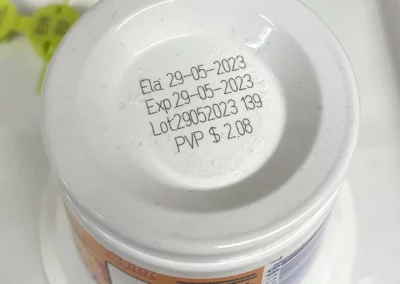 Ela: 29-05-2023
Exp 29-05-2023
Lot:29052023 139
PVP $ 2.08